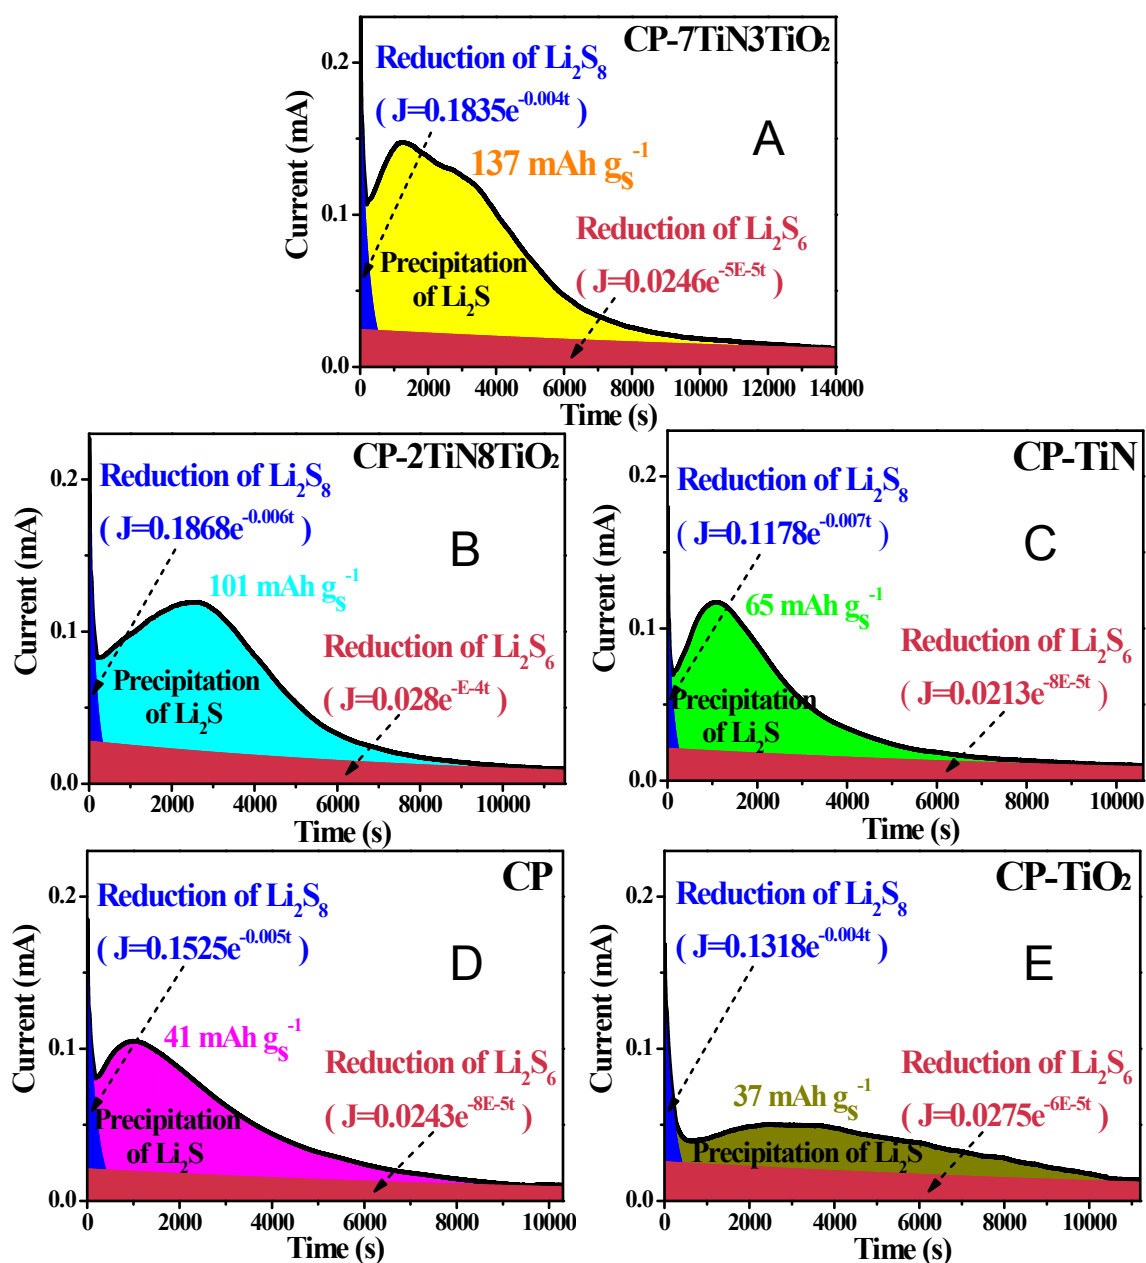 CP-7TiN3TiO₂
Reduction of Li₂S₈
( J=0.1835e⁻⁰·⁰⁰⁴ᵗ )
A
137 mAh gₛ⁻¹
Reduction of Li₂S₆
( J=0.0246e⁻⁵ᴱ⁻⁵ᵗ )
Precipitation
of Li₂S
Current (mA)
0.2
0.1
0.0
0 2000 4000 6000 8000 10000 12000 14000
Time (s)
CP-2TiN8TiO₂
Reduction of Li₂S₈
( J=0.1868e⁻⁰·⁰⁰⁶ᵗ )
B
101 mAh gₛ⁻¹
Reduction of Li₂S₆
( J=0.028e⁻ᴱ⁻⁴ᵗ )
Precipitation
of Li₂S
Current (mA)
0.2
0.1
0.0
0 2000 4000 6000 8000 10000
Time (s)
CP-TiN
Reduction of Li₂S₈
( J=0.1178e⁻⁰·⁰⁰⁷ᵗ )
C
65 mAh gₛ⁻¹
Reduction of Li₂S₆
( J=0.0213e⁻⁸ᴱ⁻⁵ᵗ )
Precipitation
of Li₂S
Current (mA)
0.2
0.1
0.0
0 2000 4000 6000 8000 10000
Time (s)
CP
Reduction of Li₂S₈
( J=0.1525e⁻⁰·⁰⁰⁵ᵗ )
D
41 mAh gₛ⁻¹
Reduction of Li₂S₆
( J=0.0243e⁻⁸ᴱ⁻⁵ᵗ )
Precipitation
of Li₂S
Current (mA)
0.2
0.1
0.0
0 2000 4000 6000 8000 10000
Time (s)
CP-TiO₂
Reduction of Li₂S₈
( J=0.1318e⁻⁰·⁰⁰⁴ᵗ )
E
37 mAh gₛ⁻¹
Reduction of Li₂S₆
( J=0.0275e⁻⁶ᴱ⁻⁵ᵗ )
Precipitation of Li₂S
Current (mA)
0.2
0.1
0.0
0 2000 4000 6000 8000 10000
Time (s)